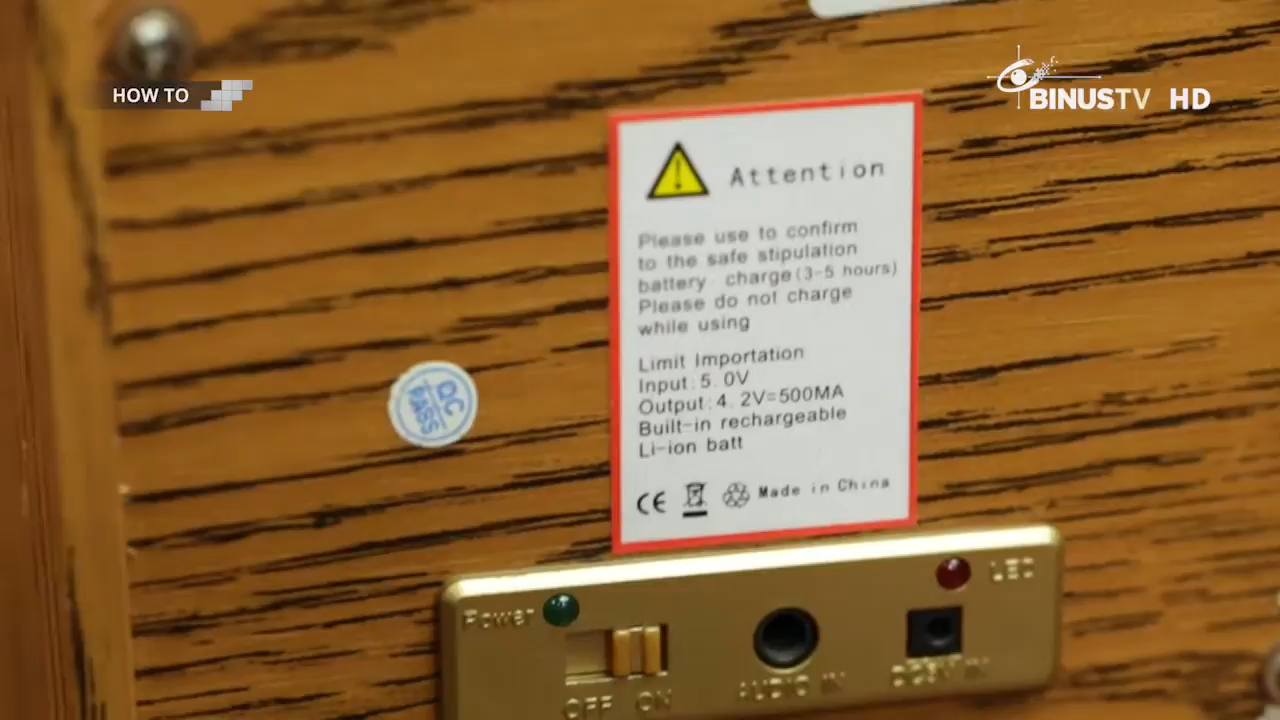 HOW TO
BINUSTV HD
Attention
Please use to confirm
to the safe stipulation
battery charge(3-5 hours)
Please do not charge
while using
Limit Importation
Input:5. 0V
Output:4. 2V=500MA
Built-in rechargeable
Li-ion batt
CE Made in China
QC
PASS
Power
LED
OFF ON
AUDIO IN